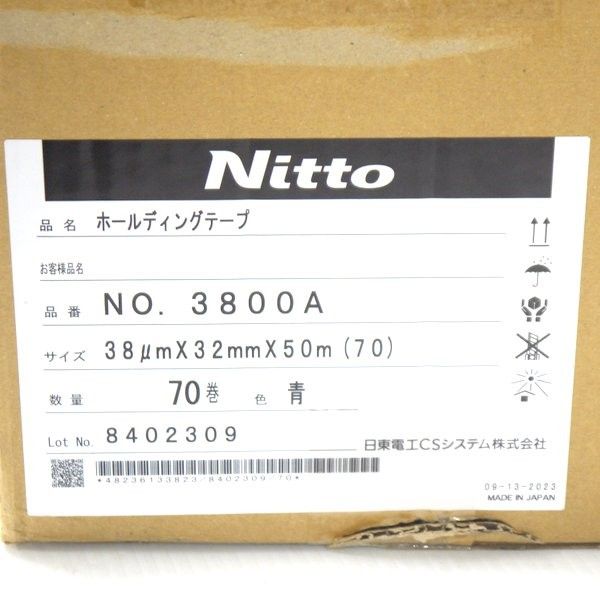 Nitto
品名 ホールディングテープ
お客様品名
品番 NO. 3800A
サイズ 38μmX32mmX50m(70)
数量 70巻 色 青
Lot No. 8402309
日東電工CSシステム株式会社
*48236133823/8402309/70*
09-13-2023
MADE IN JAPAN